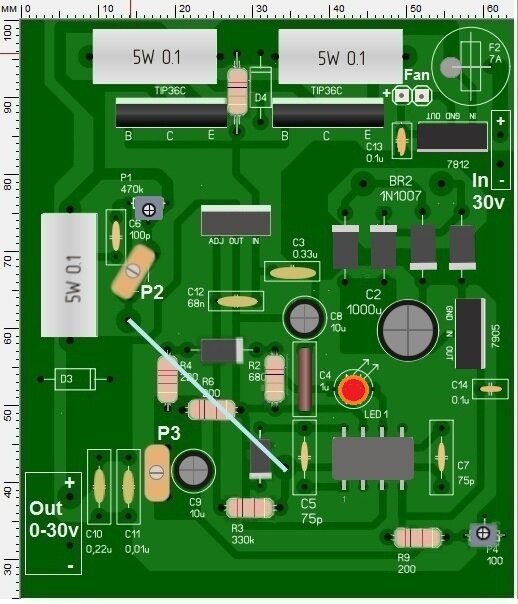 мм 10 20 30 40 50 60
100
90
80
70
60
50
40
30
5W 0.1
5W 0.1
F2
7A
Fan
+
D4
TIP36C
TIP36C
B C E
B C E
C13
0.1u
IN GND OUT
7812
+
-
In
30v
BR2
1N1007
P1
470k
C6
100p
5W 0.1
P2
ADJ OUT IN
C3
0.33u
C12
68n
C8
10u
C2
1000u
IN GND OUT
7905
R4
200
R6
200
R2
680
C4
1u
D3
LED 1
C14
0.1u
P3
+
Out
0-30v
-
C10
0,22u
C11
0,01u
C9
10u
R3
330k
C5
75p
1
C7
75p
R9
200
P4
100